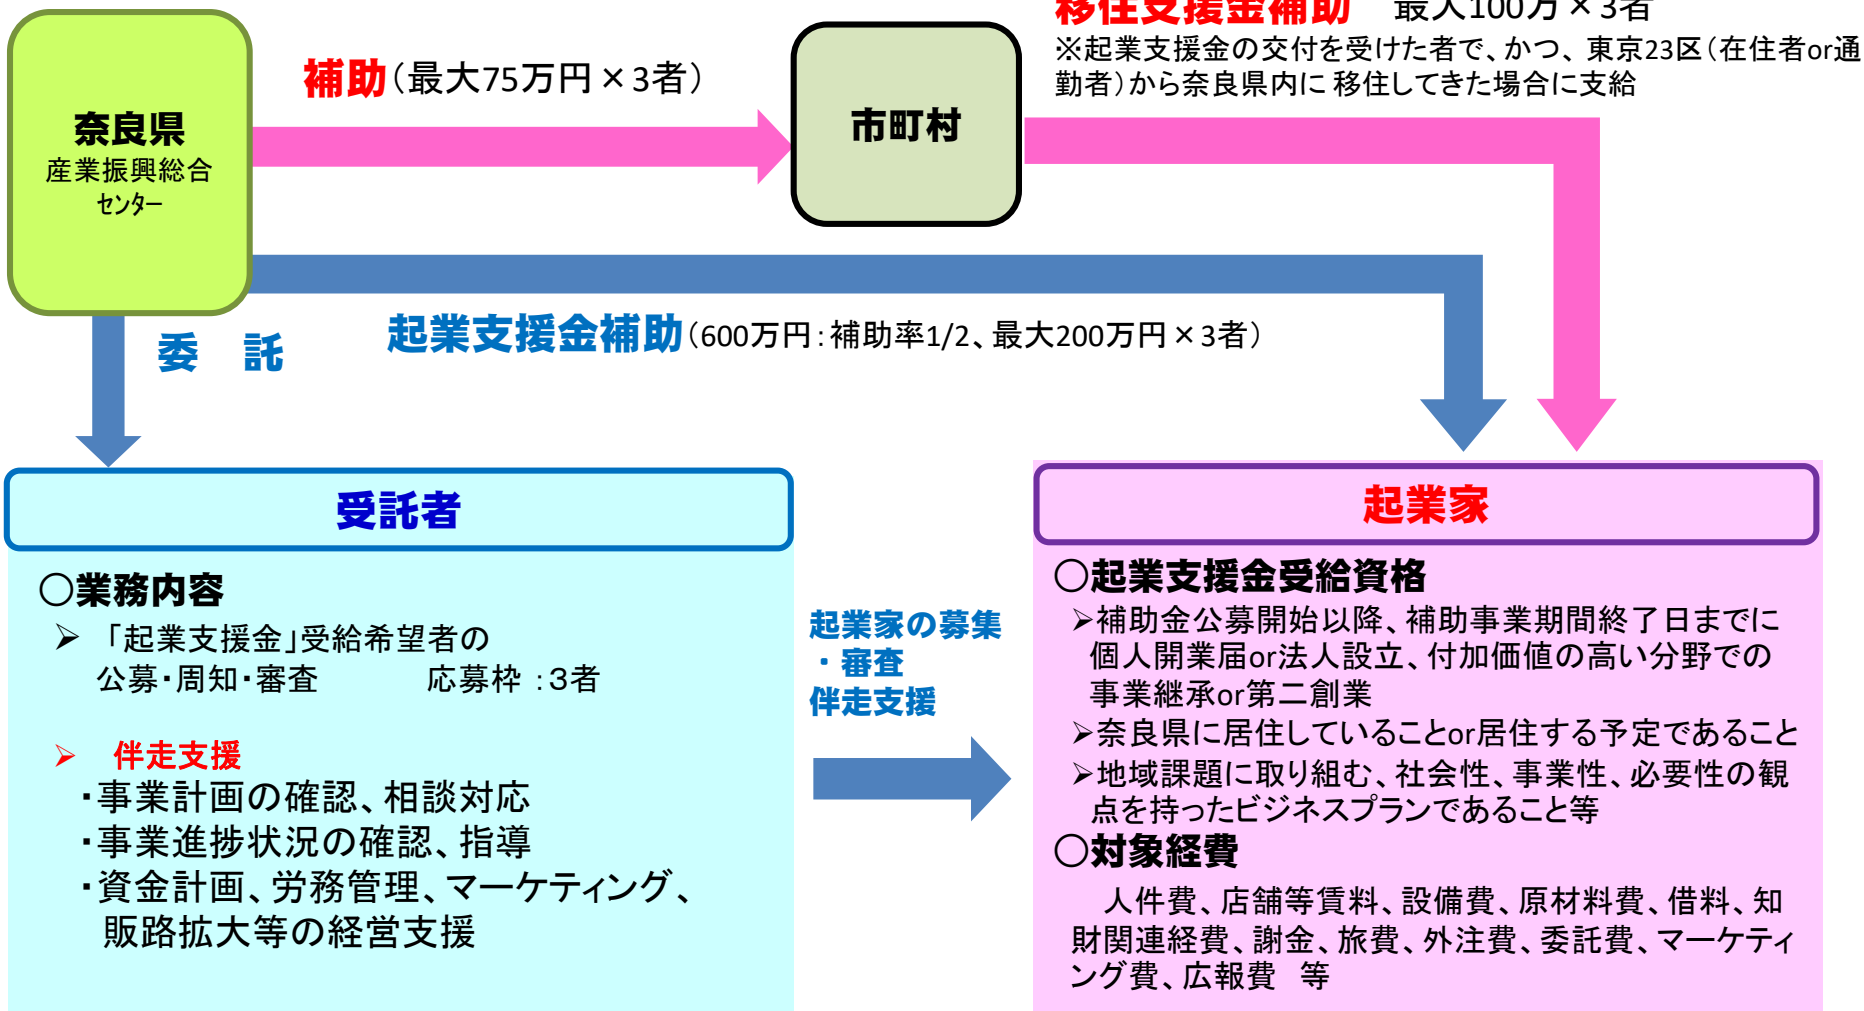 移住支援金補助　最大100万×3者
※起業支援金の交付を受けた者で、かつ、東京23区（在住者or通
勤者）から奈良県内に移住してきた場合に支給
補助（最大75万円×3者）
奈良県
産業振興総合
センター
市町村
委　託
起業支援金補助（600万円：補助率1/2、最大200万円×3者）
受託者
○業務内容
➢「起業支援金」受給希望者の
公募・周知・審査　　　応募枠：3者
➢　伴走支援
・事業計画の確認、相談対応
・事業進捗状況の確認、指導
・資金計画、労務管理、マーケティング、
販路拡大等の経営支援
起業家の募集
・審査
伴走支援
起業家
○起業支援金受給資格
➢補助金公募開始以降、補助事業期間終了日までに
個人開業届or法人設立、付加価値の高い分野での
事業継承or第二創業
➢奈良県に居住していることor居住する予定であること
➢地域課題に取り組む、社会性、事業性、必要性の観
点を持ったビジネスプランであること等
○対象経費
人件費、店舗等賃料、設備費、原材料費、借料、知
財関連経費、謝金、旅費、外注費、委託費、マーケティ
ング費、広報費　等